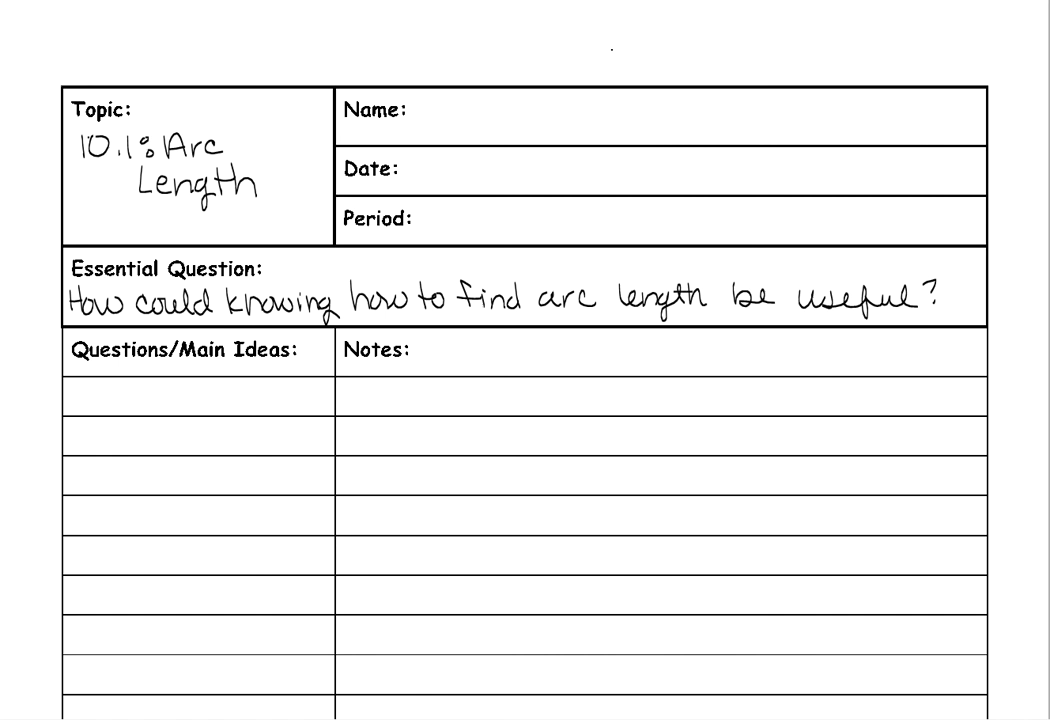 Topic:
10.1: Arc
Length
Name:
Date:
Period:
Essential Question:
How could knowing how to find arc length be useful?
Questions/Main Ideas:
Notes: